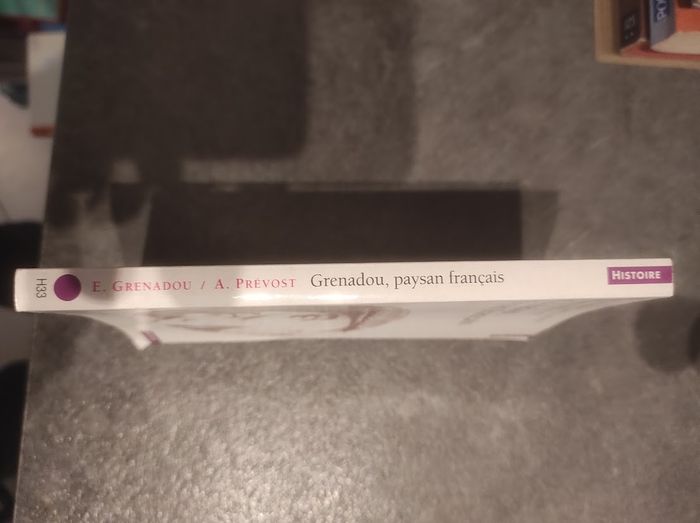 H33
E. GRENADOU / A. PRÉVOST Grenadou, paysan français
HISTOIRE